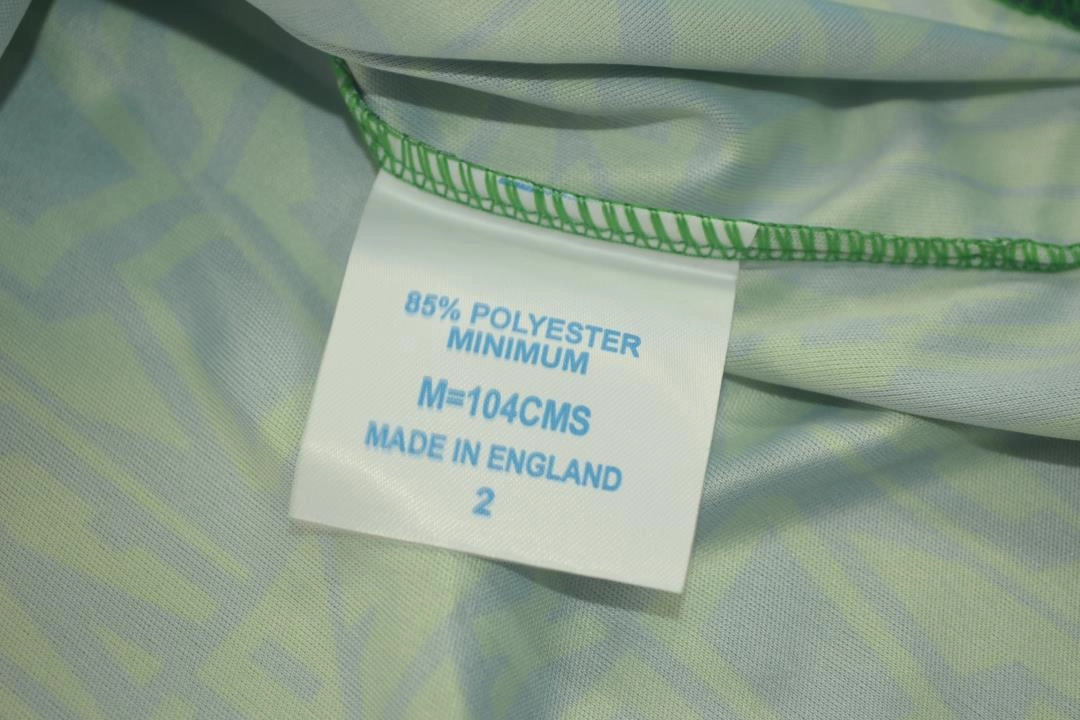 85% POLYESTER
MINIMUM
M=104CMS
MADE IN ENGLAND
2